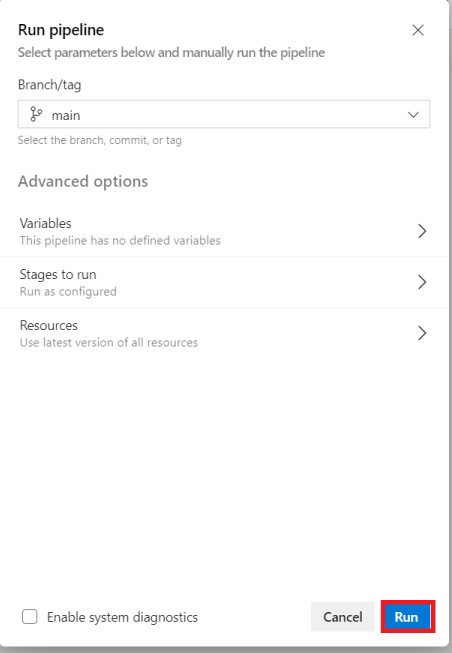 Run pipeline
Select parameters below and manually run the pipeline
Branch/tag
main
Select the branch, commit, or tag
Advanced options
Variables
This pipeline has no defined variables
Stages to run
Run as configured
Resources
Use latest version of all resources
Enable system diagnostics
Cancel
Run